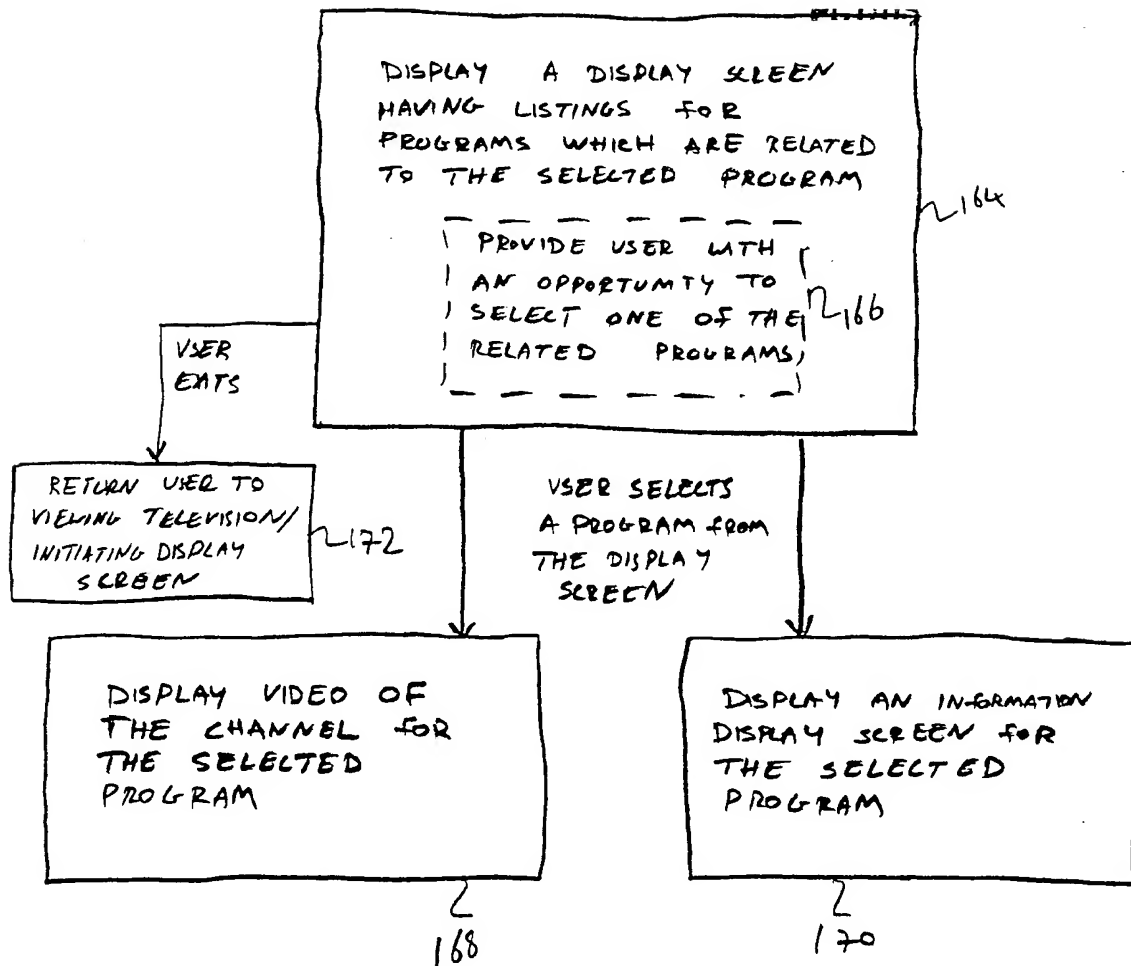 DISPLAY A DISPLAY SCREEN
HAVING LISTINGS FOR
PROGRAMS WHICH ARE RELATED
TO THE SELECTED PROGRAM
164
PROVIDE USER WITH
AN OPPORTUNITY TO
SELECT ONE OF THE
RELATED PROGRAMS
166
USER
EXITS
RETURN USER TO
VIEWING TELEVISION/
INITIATING DISPLAY
SCREEN
172
USER SELECTS
A PROGRAM FROM
THE DISPLAY
SCREEN
DISPLAY VIDEO OF
THE CHANNEL FOR
THE SELECTED
PROGRAM
168
DISPLAY AN INFORMATION
DISPLAY SCREEN FOR
THE SELECTED
PROGRAM
170